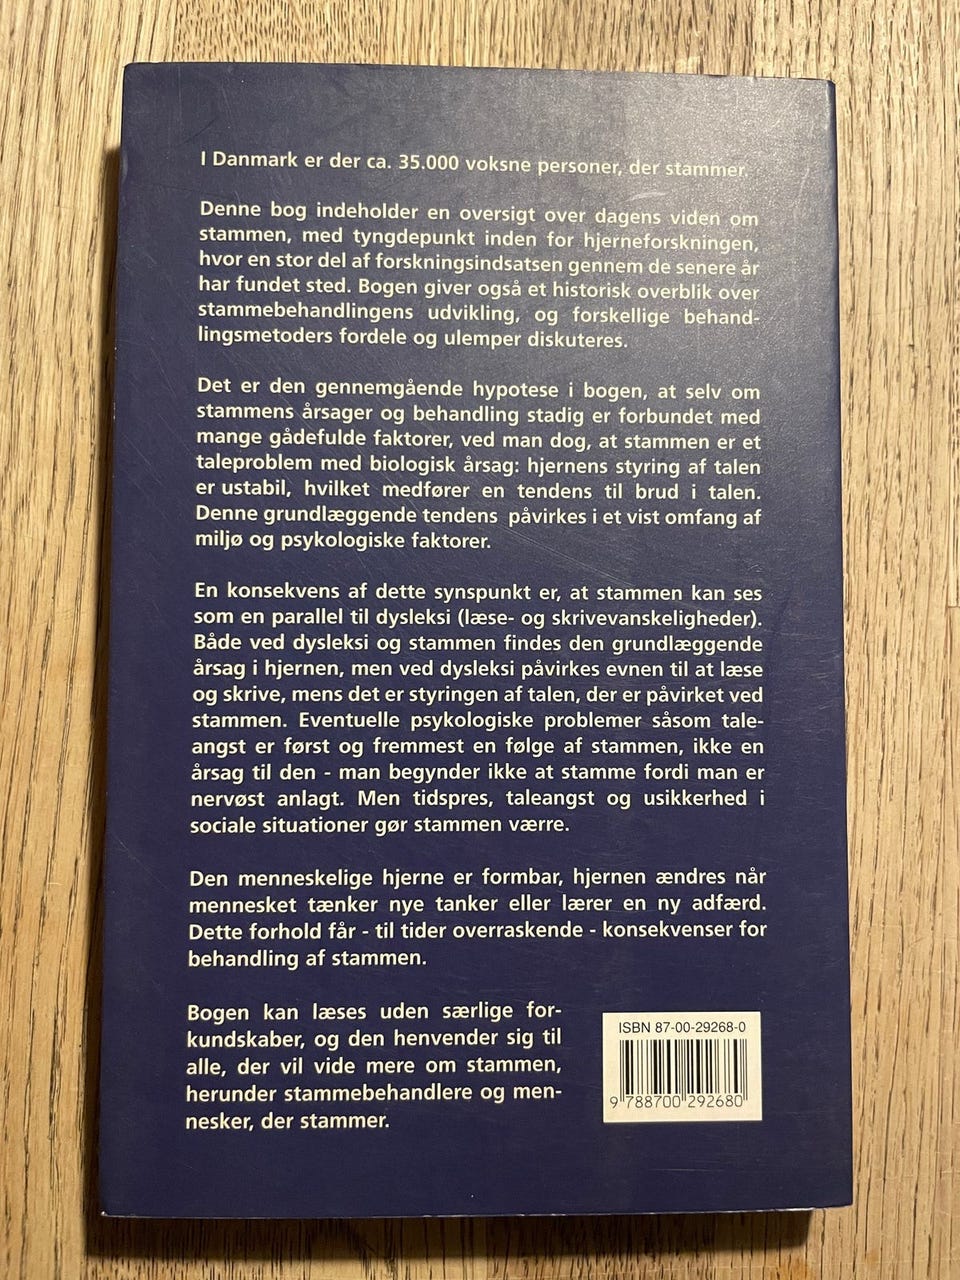 I Danmark er der ca. 35.000 voksne personer, der stammer.
Denne bog indeholder en oversigt over dagens viden om
stammen, med tyngdepunkt inden for hjerneforskningen,
hvor en stor del af forskningsindsatsen gennem de senere år
har fundet sted. Bogen giver også et historisk overblik over
stammebehandlingens udvikling, og forskellige behand-
lingsmetoders fordele og ulemper diskuteres.
Det er den gennemgående hypotese i bogen, at selv om
stammens årsager og behandling stadig er forbundet med
mange gådefulde faktorer, ved man dog, at stammen er et
taleproblem med biologisk årsag: hjernens styring af talen
er ustabil, hvilket medfører en tendens til brud i talen.
Denne grundlæggende tendens påvirkes i et vist omfang af
miljø og psykologiske faktorer.
En konsekvens af dette synspunkt er, at stammen kan ses
som en parallel til dysleksi (læse- og skrivevanskeligheder).
Både ved dysleksi og stammen findes den grundlæggende
årsag i hjernen, men ved dysleksi påvirkes evnen til at læse
og skrive, mens det er styringen af talen, der er påvirket ved
stammen. Eventuelle psykologiske problemer såsom tale-
angst er først og fremmest en følge af stammen, ikke en
årsag til den - man begynder ikke at stamme fordi man er
nervøst anlagt. Men tidspres, taleangst og usikkerhed i
sociale situationer gør stammen værre.
Den menneskelige hjerne er formbar, hjernen ændres når
mennesket tænker nye tanker eller lærer en ny adfærd.
Dette forhold får - til tider overraskende - konsekvenser for
behandling af stammen.
Bogen kan læses uden særlige for-
kundskaber, og den henvender sig til
alle, der vil vide mere om stammen,
herunder stammebehandlere og men-
nesker, der stammer.
ISBN 87-00-29268-0
9 788700 292680